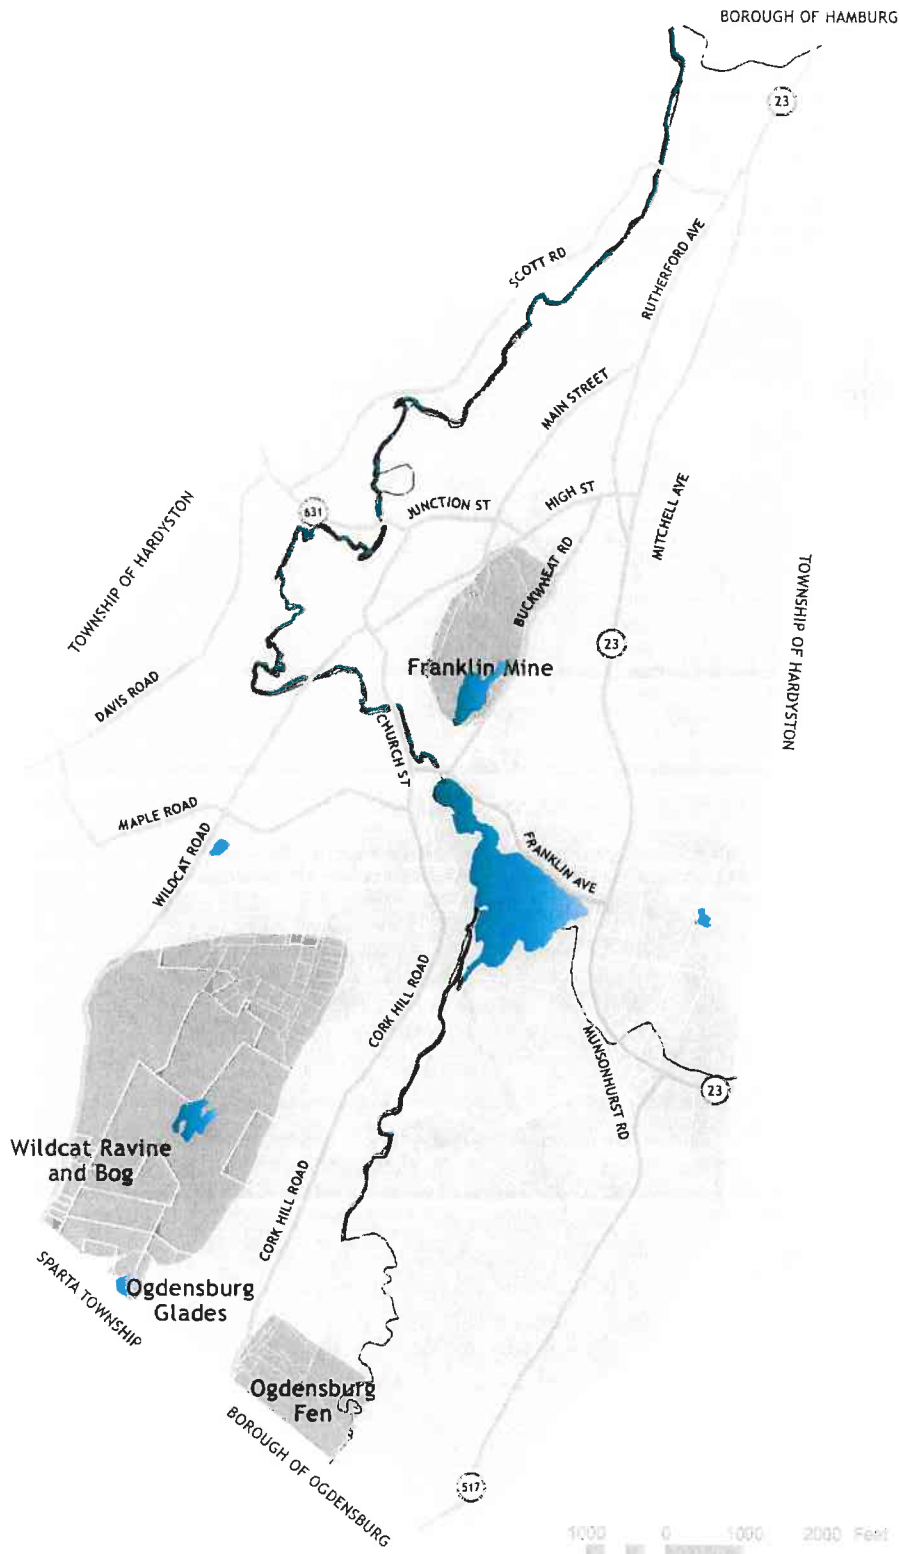 BOROUGH OF HAMBURG
23
SCOTT RD
RUTHERFORD AVE
MAIN STREET
HIGH ST
JUNCTION ST
631
MITCHELL AVE
TOWNSHIP OF HARDYSTON
BUCKWHEAT RD
TOWNSHIP OF HARDYSTON
23
Franklin Mine
DAVIS ROAD
CHURCH ST
MAPLE ROAD
WILDCAT ROAD
FRANKLIN AVE
CORK HILL ROAD
MUNSONHURST RD
23
Wildcat Ravine
and Bog
CORK HILL ROAD
SPARTA TOWNSHIP
Ogdensburg
Glades
Ogdensburg
Fen
BOROUGH OF OGDENSBURG
517
1000 0 1000 2000 Feet